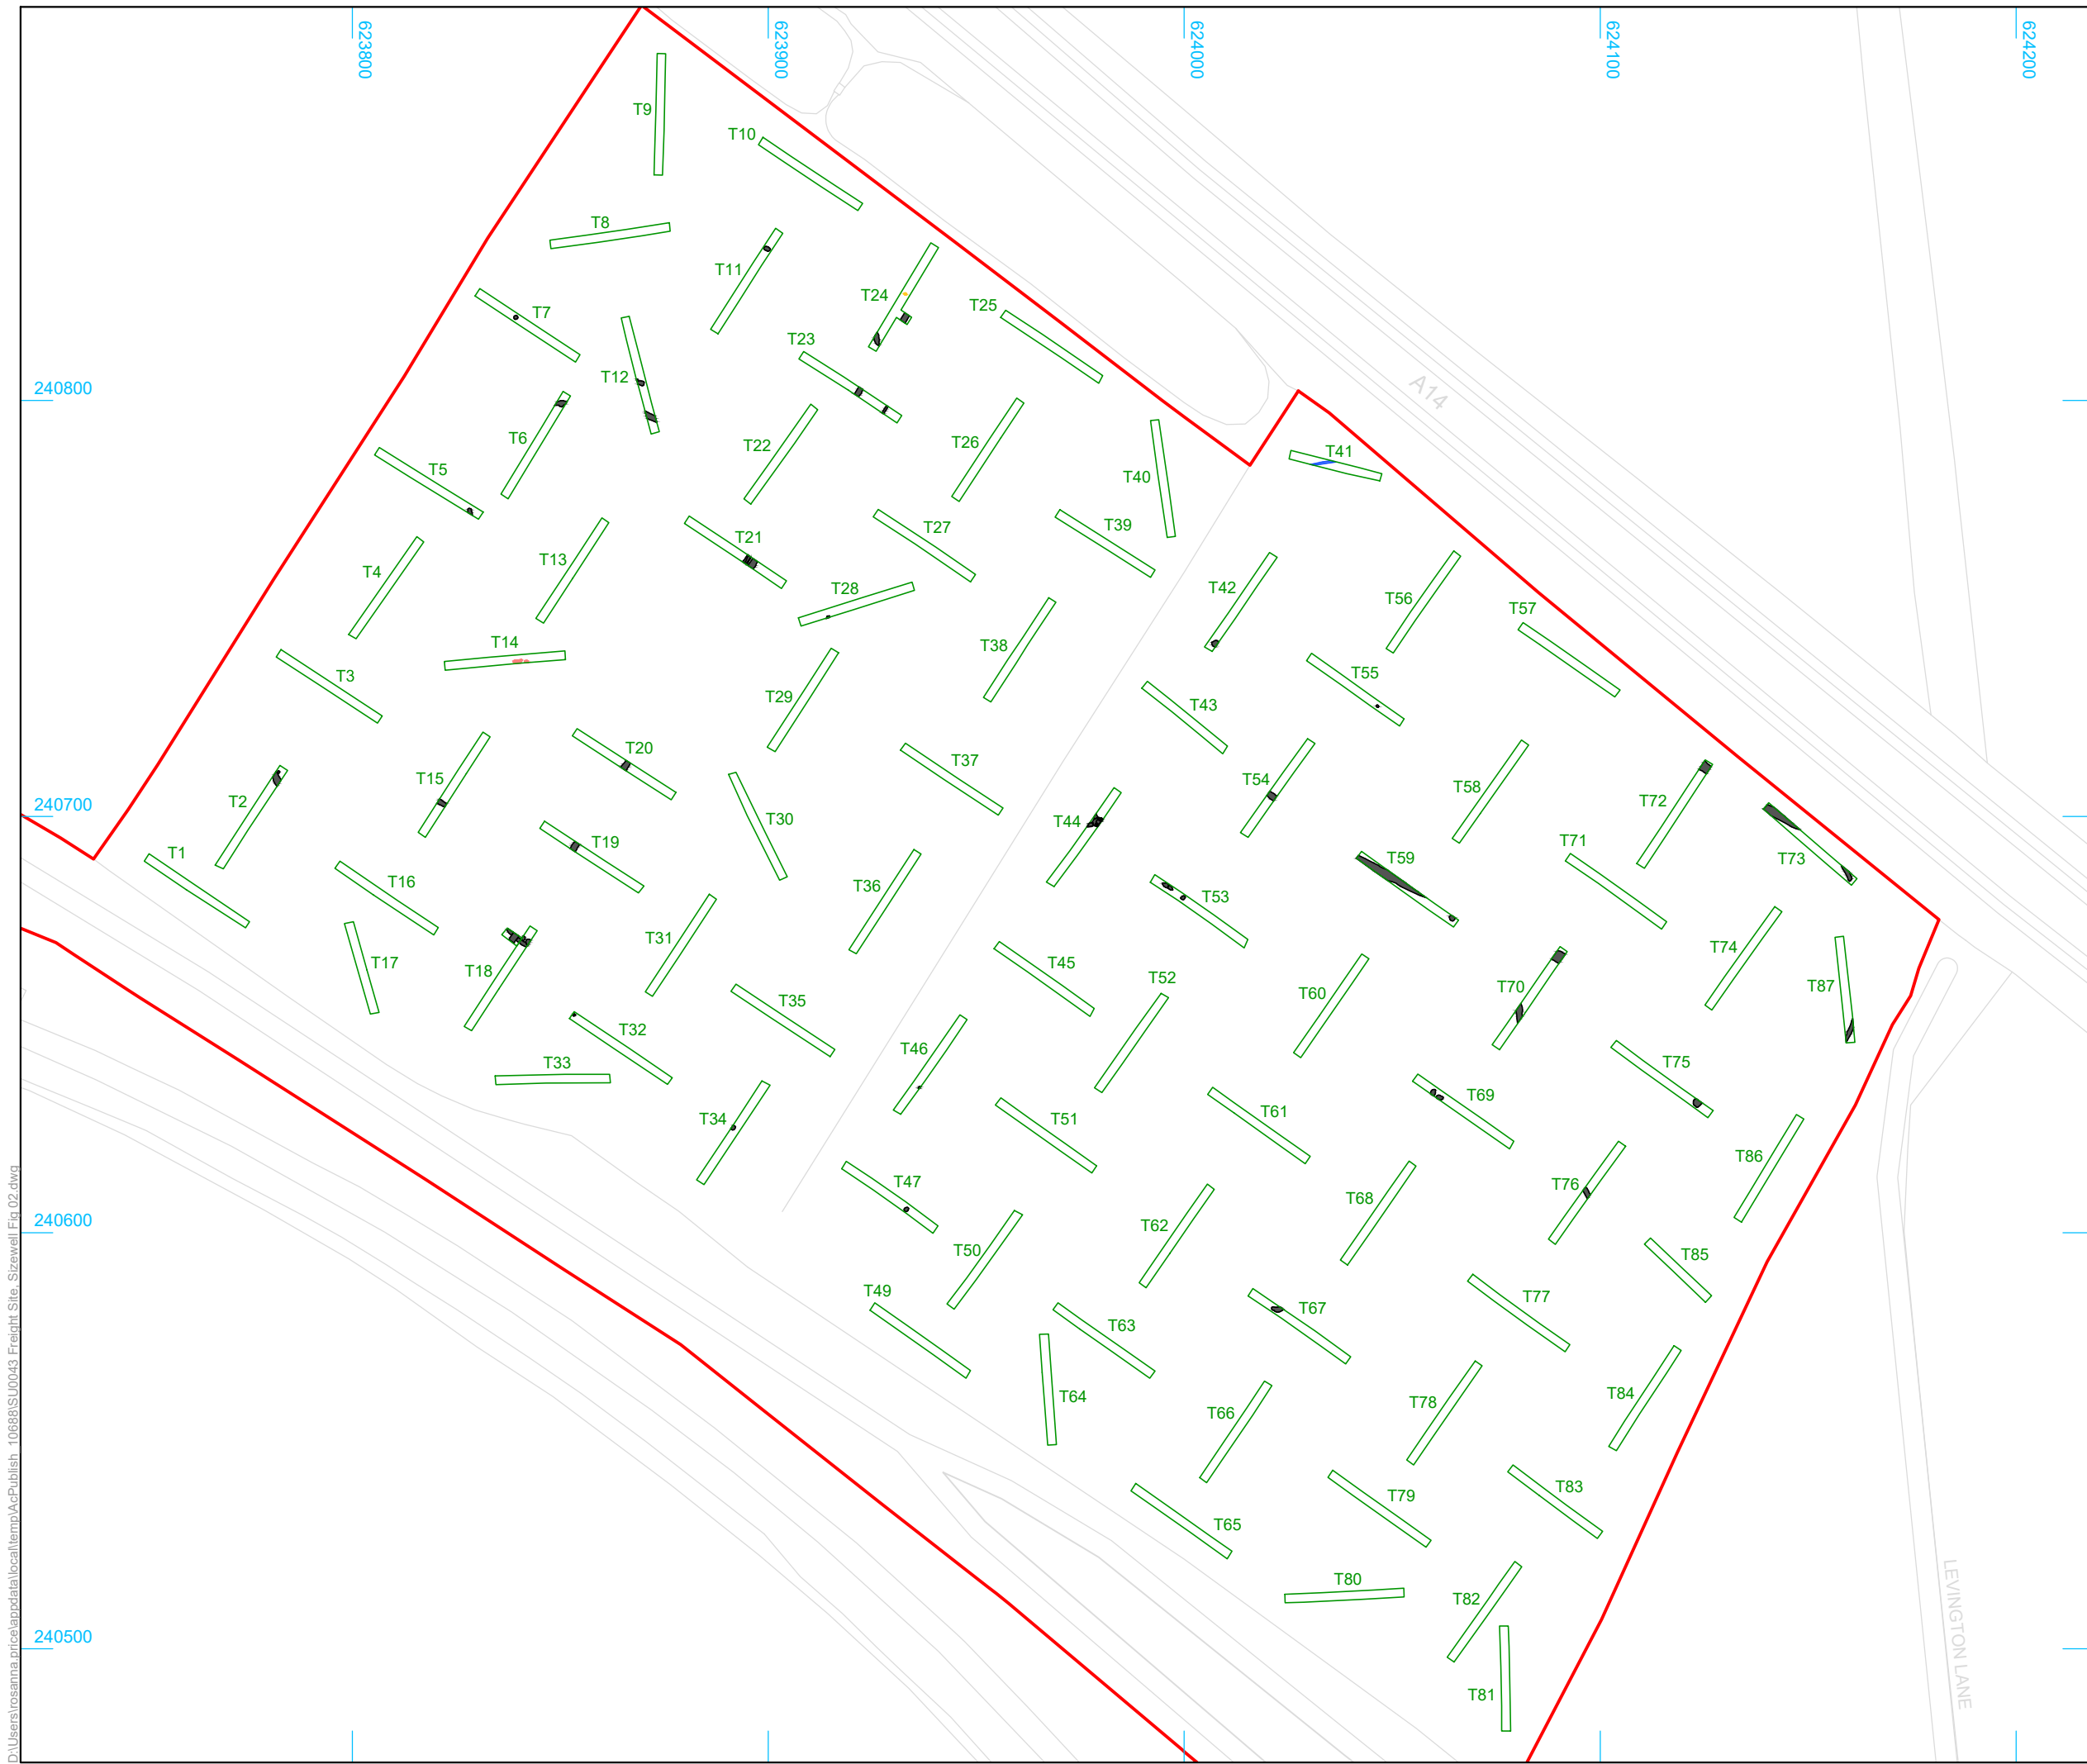 623800
623900
624000
624100
624200
T9
T10
T8
T11
T24
T25
T7
T23
T12
240800
A14
T6
T22
T26
T41
T5
T40
T21
T27
T39
T13
T4
T28
T42
T56
T57
T14
T38
T3
T55
T29
T43
T20
T37
T15
T54
T58
T2
240700
T72
T30
T44
T19
T71
T1
T59
T73
T16
T36
T53
T31
T17
T18
T45
T52
T74
T60
T70
T87
T35
T32
T46
T33
T75
T69
T34
T51
T61
T86
T47
T76
T68
240600
T62
T50
T85
T49
T77
T67
T63
T64
T84
T78
T66
T79
T83
T65
T80
T82
240500
T81
LEVINGTON LANE
D:\Users\rosanna.price\appdata\local\temp\AcPublish_10688\SU0043 Freight Site, Sizewell Fig 02.dwg